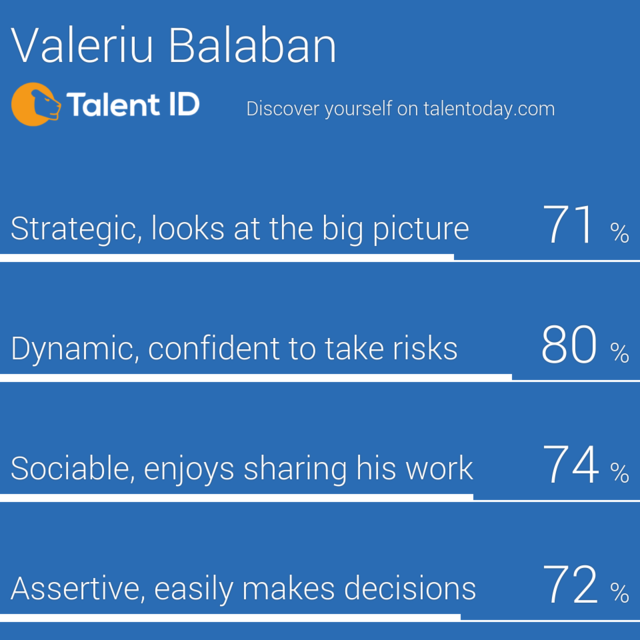 Valeriu Balaban
Talent ID
Discover yourself on talentoday.com
Strategic, looks at the big picture 71 %
Dynamic, confident to take risks 80 %
Sociable, enjoys sharing his work 74 %
Assertive, easily makes decisions 72 %